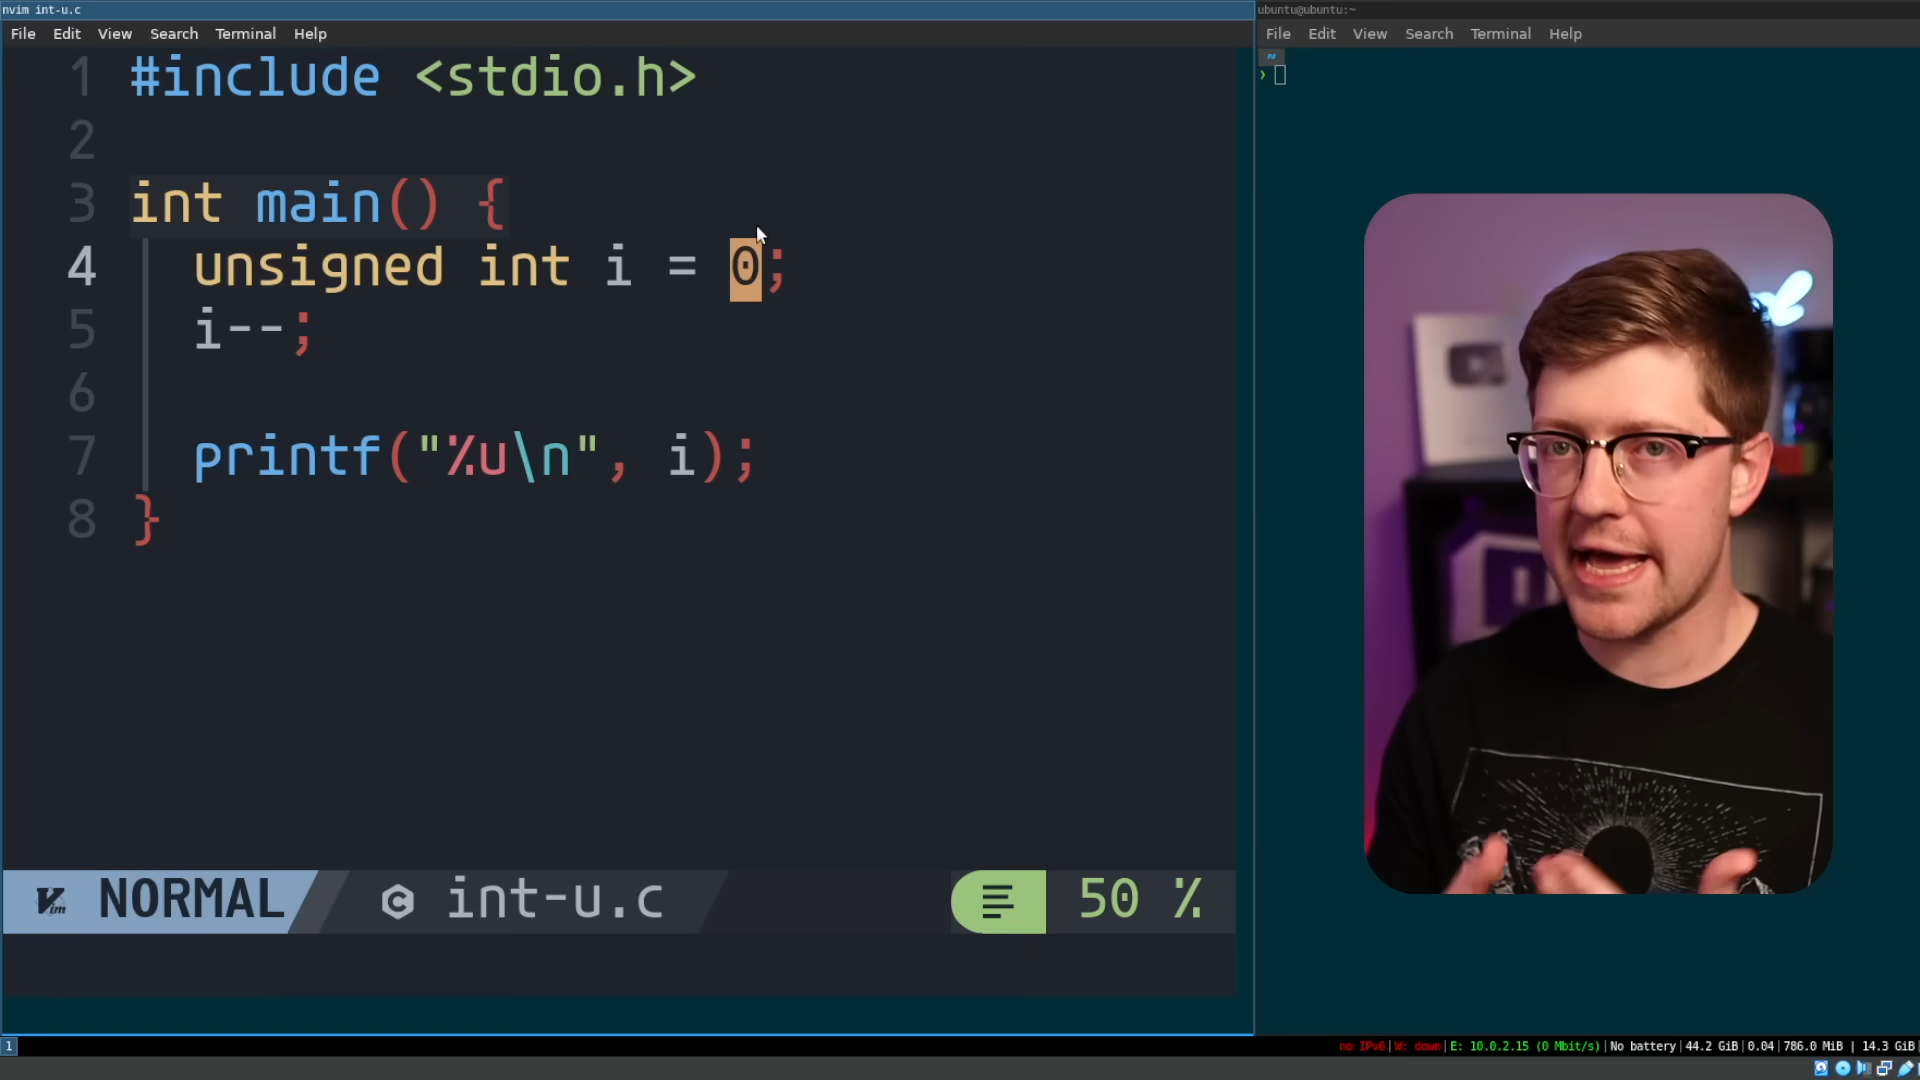 nvim int-u.c
File Edit View Search Terminal Help
1 #include <stdio.h>
2
3 int main() {
4 unsigned int i = 0;
5 i--;
6
7 printf("%u\n", i);
8 }
NORMAL int-u.c 50 %
ubuntu@ubuntu:~
File Edit View Search Terminal Help
~
❯
1
no IPv6|W: down|E: 10.0.2.15 (0 Mbit/s)|No battery|44.2 GiB|0.04|786.0 MiB | 14.3 GiB